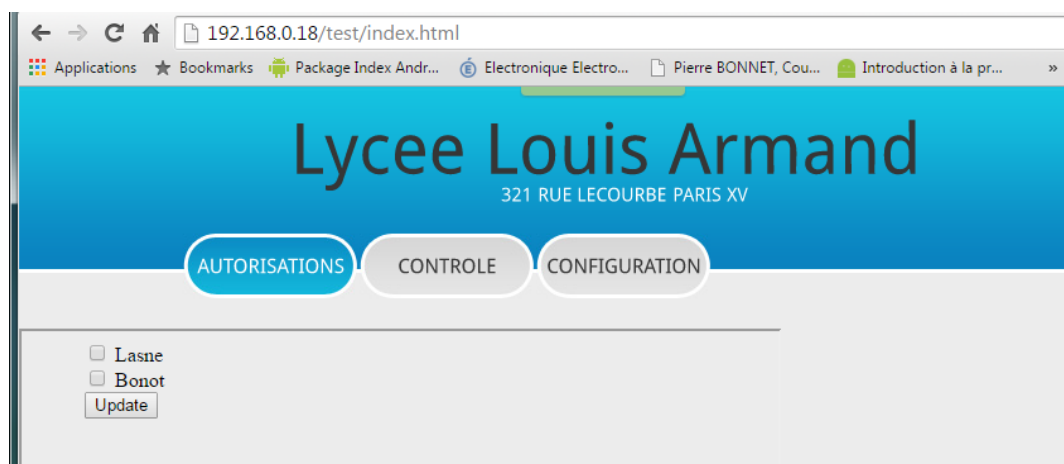 192.168.0.18/test/index.html
Applications Bookmarks Package Index Andr... Electronique Electro... Pierre BONNET, Cou... Introduction à la pr... »
Lycee Louis Armand
321 RUE LECOURBE PARIS XV
AUTORISATIONS CONTROLE CONFIGURATION
Lasne
Bonot
Update